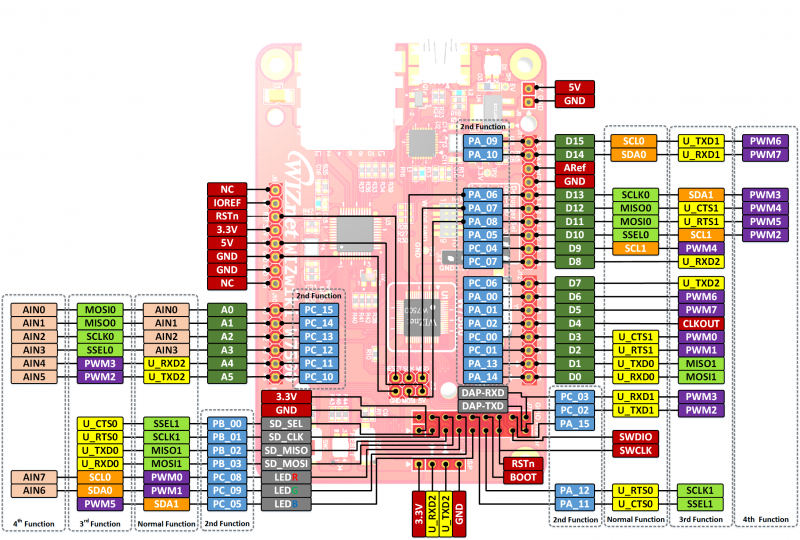 5V
GND
2nd Function
PA_09 D15 SCL0 U_TXD1 PWM6
PA_10 D14 SDA0 U_RXD1 PWM7
ARef
GND
PA_06 D13 SCLK0 SDA1 PWM3
PA_07 D12 MISO0 U_CTS1 PWM4
PA_08 D11 MOSI0 U_RTS1 PWM5
PA_05 D10 SSEL0 SCL1 PWM2
PC_04 D9 SCL1 PWM4
PC_07 D8 U_RXD2
NC
IOREF
RSTn
3.3V
5V
GND
GND
NC
WIZnet
PC_06 D7 U_TXD2
PA_00 D6 PWM6
PA_01 D5 PWM7
PA_02 D4 CLKOUT
PC_00 D3 U_CTS1 PWM0
PC_01 D2 U_RTS1 PWM1
PA_13 D1 U_TXD0 MISO1
PA_14 D0 U_RXD0 MOSI1
2nd Function
AIN0 MOSI0 AIN0 A0 PC_15
AIN1 MISO0 AIN1 A1 PC_14
AIN2 SCLK0 AIN2 A2 PC_13
AIN3 SSEL0 AIN3 A3 PC_12
AIN4 PWM3 U_RXD2 A4 PC_11
AIN5 PWM2 U_TXD2 A5 PC_10
DAP-RXD
DAP-TXD
PC_03 U_RXD1 PWM3
PC_02 U_TXD1 PWM2
PA_15
3.3V
GND
U_CTS0 SSEL1 PB_00 SD_SEL
U_RTS0 SCLK1 PB_01 SD_CLK
U_TXD0 MISO1 PB_02 SD_MISO
U_RXD0 MOSI1 PB_03 SD_MOSI
AIN7 SCL0 PWM0 PC_08 LEDR
AIN6 SDA0 PWM1 PC_09 LEDG
PWM5 SDA1 PC_05 LEDB
SWDIO
SWCLK
RSTn
BOOT
3.3V
U_RXD2
U_TXD2
GND
PA_12 U_RTS0 SCLK1
PA_11 U_CTS0 SSEL1
4th Function 3rd Function Normal Function 2nd Function
2nd Function Normal Function 3rd Function 4th Function